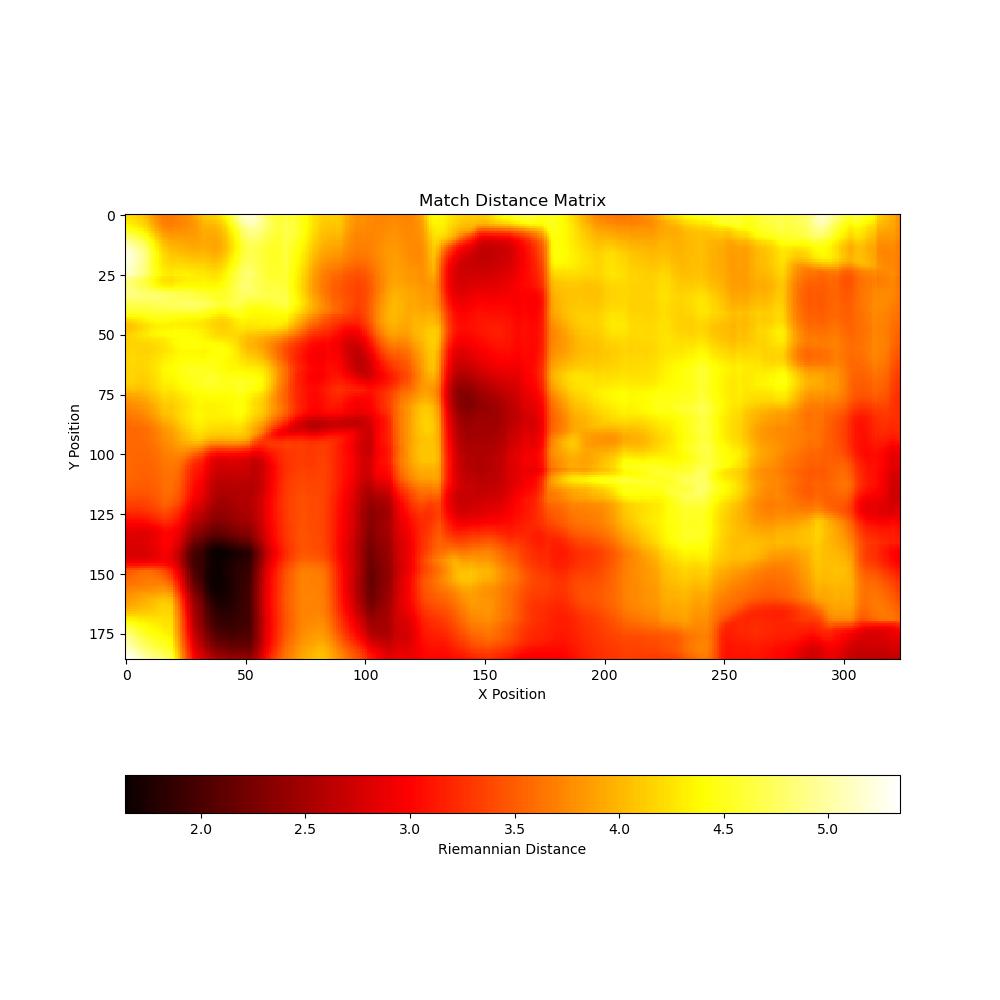 Match Distance Matrix
0
25
50
75
100
125
150
175
Y Position
0 50 100 150 200 250 300
X Position
2.0 2.5 3.0 3.5 4.0 4.5 5.0
Riemannian Distance